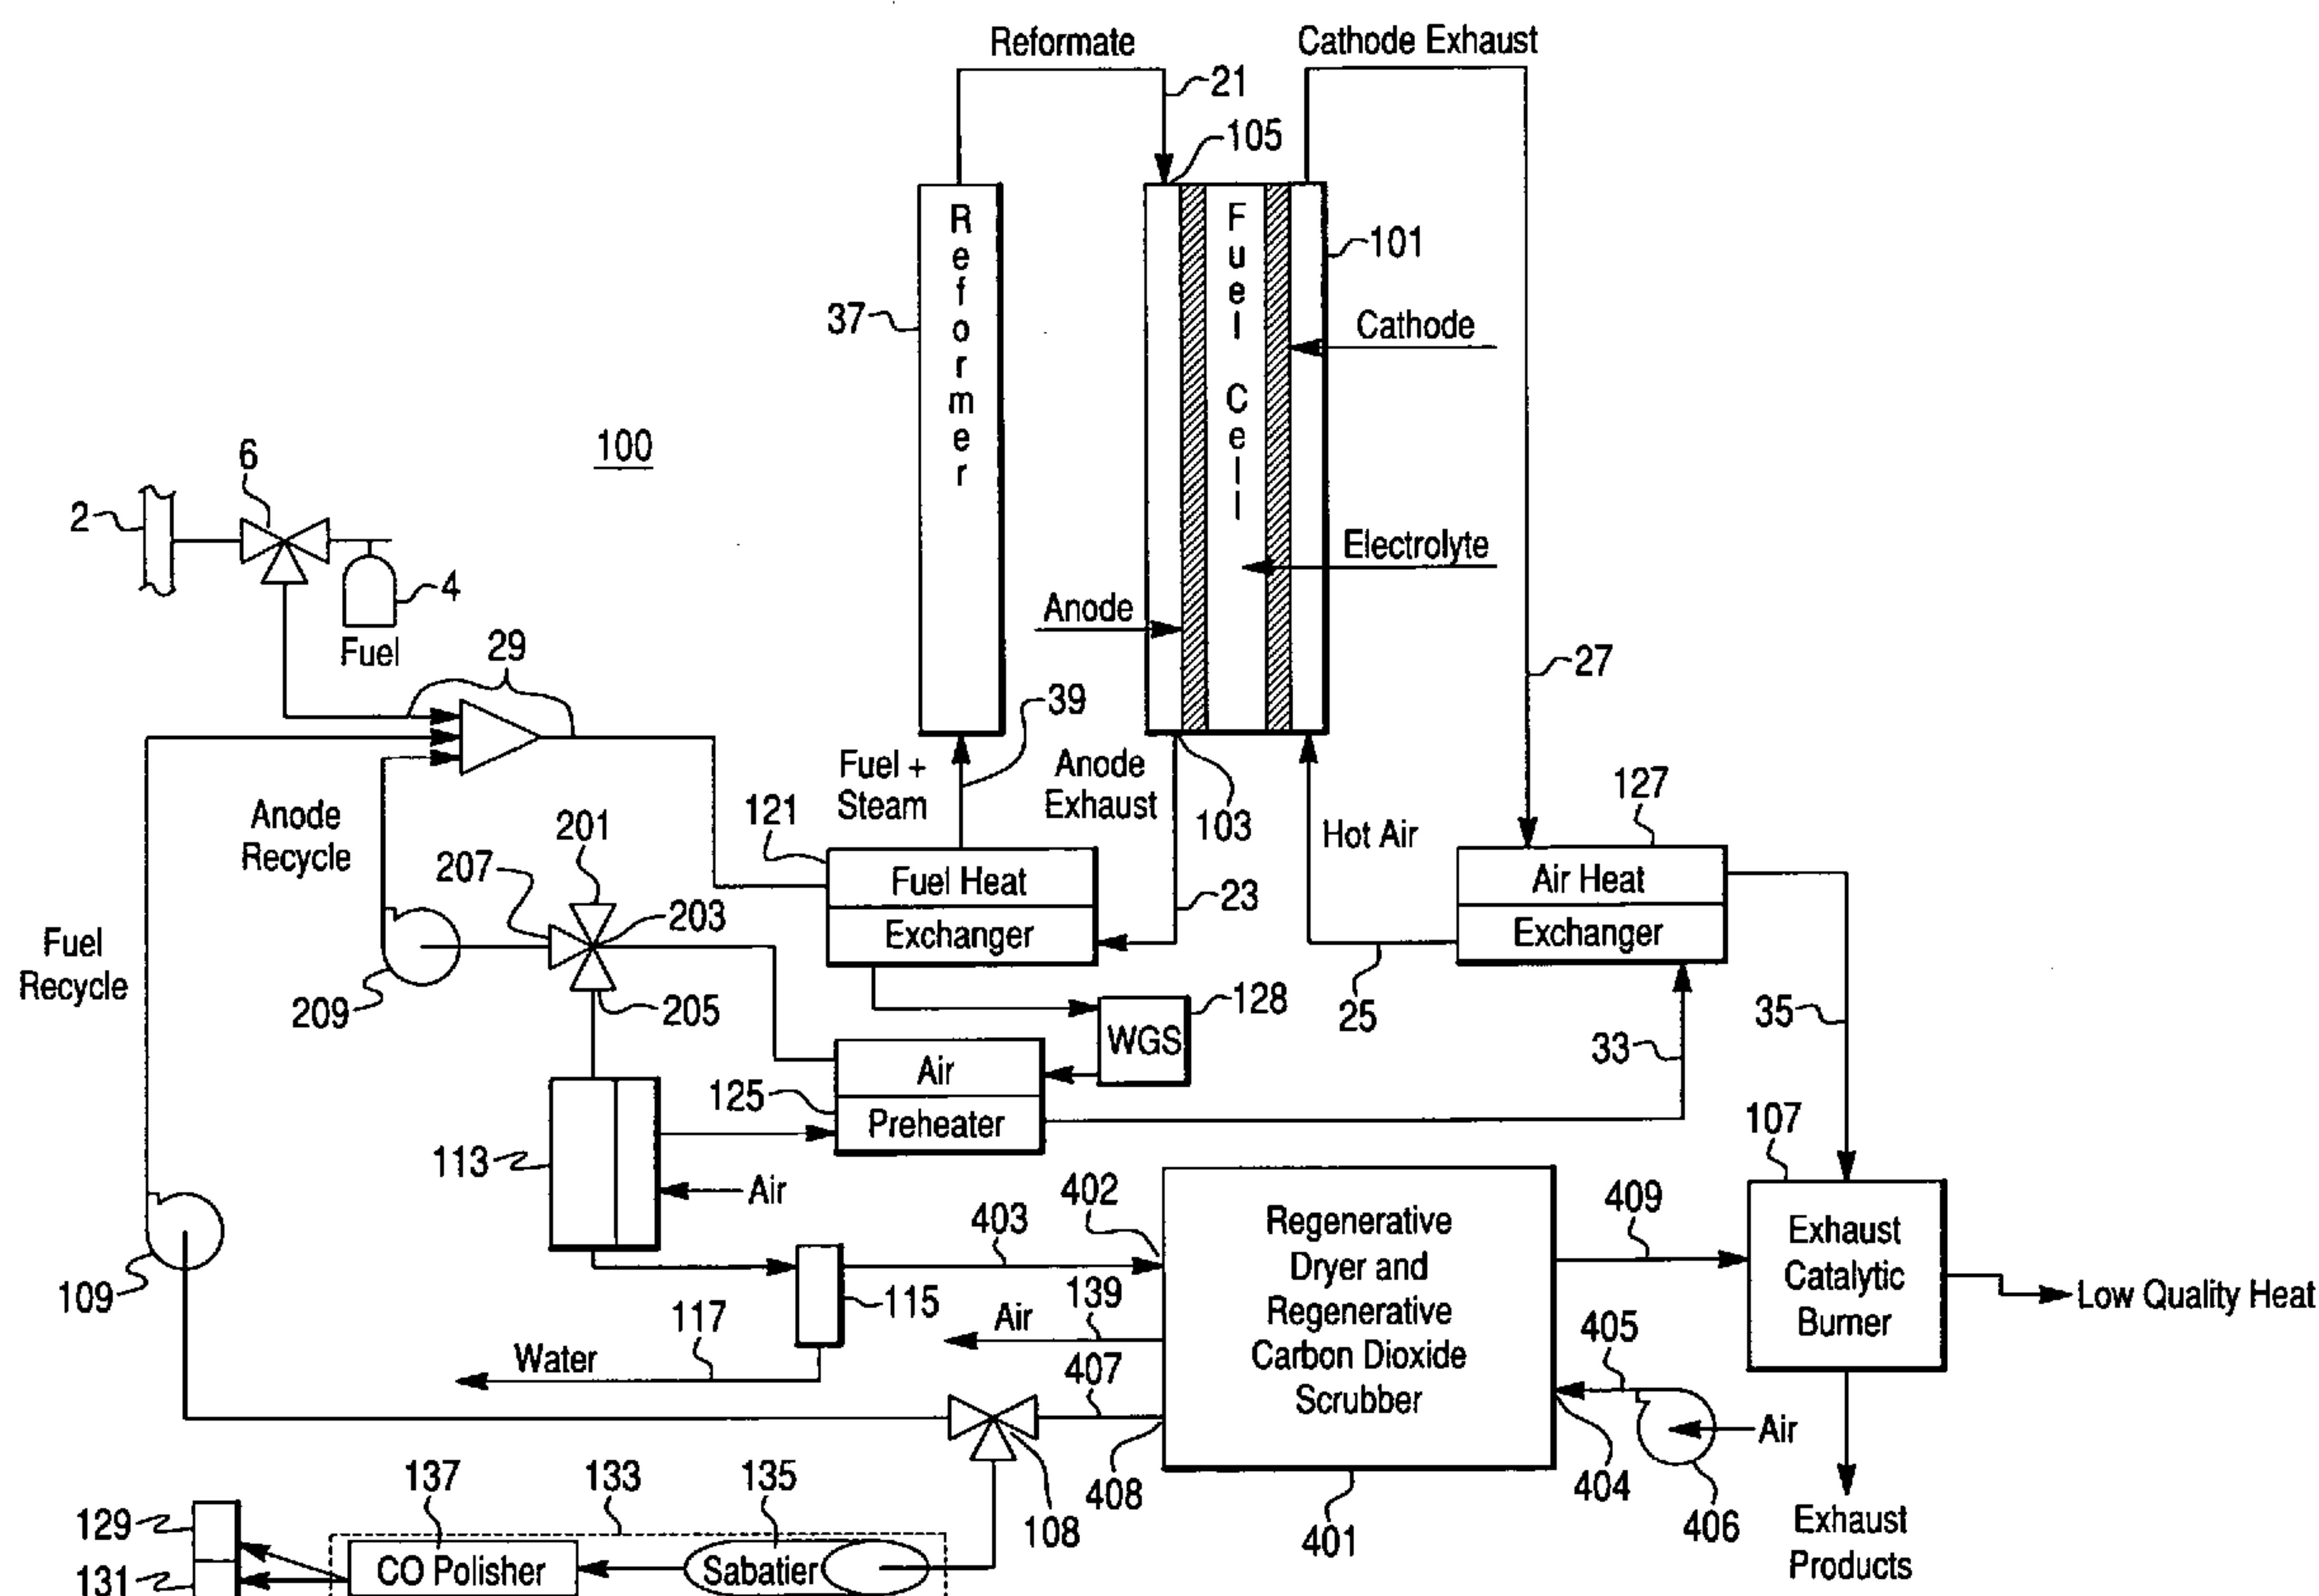 Reformate
Cathode Exhaust
21
105
Reformer
Fuel Cell
101
37
Cathode
100
6
2
Electrolyte
4
Anode
Fuel
29
27
39
Fuel +
Steam
Anode
Exhaust
127
121
103
Hot Air
Anode
Recycle
201
207
203
Fuel Heat
Exchanger
23
Air Heat
Exchanger
Fuel
Recycle
209
205
128
25
35
WGS
33
Air
Preheater
125
107
113
Air
402
403
409
Regenerative
Dryer and
Regenerative
Carbon Dioxide
Scrubber
Exhaust
Catalytic
Burner
109
115
139
Low Quality Heat
117
Air
405
Water
407
Air
137
133
135
408
404
108
401
406
129
Exhaust
Products
131
CO Polisher
Sabatier